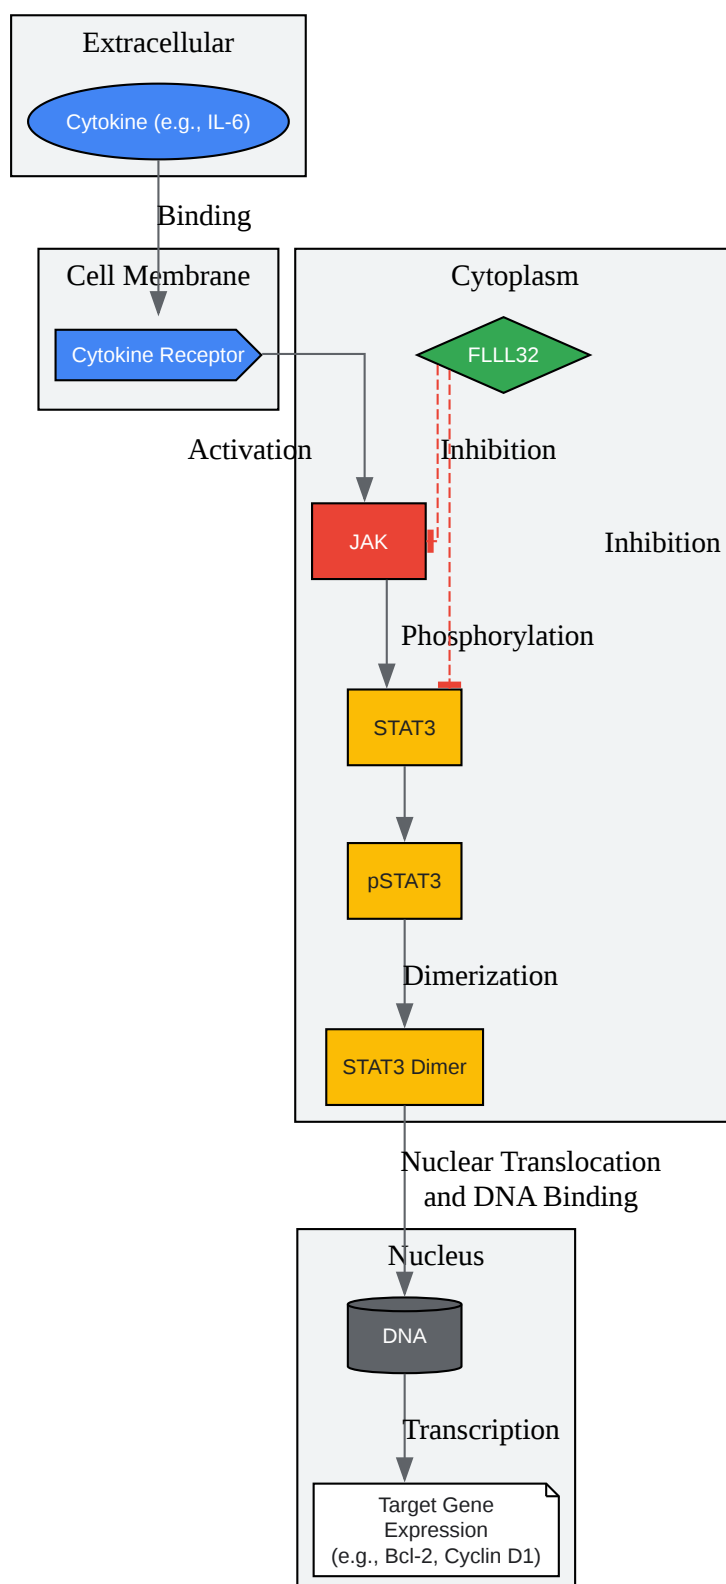 Extracellular
Cytokine (e.g., IL-6)
Binding
Cell Membrane
Cytoplasm
Cytokine Receptor
FLLL32
Activation
Inhibition
JAK
Inhibition
Phosphorylation
STAT3
pSTAT3
Dimerization
STAT3 Dimer
Nuclear Translocation
and DNA Binding
Nucleus
DNA
Transcription
Target Gene
Expression
(e.g., Bcl-2, Cyclin D1)